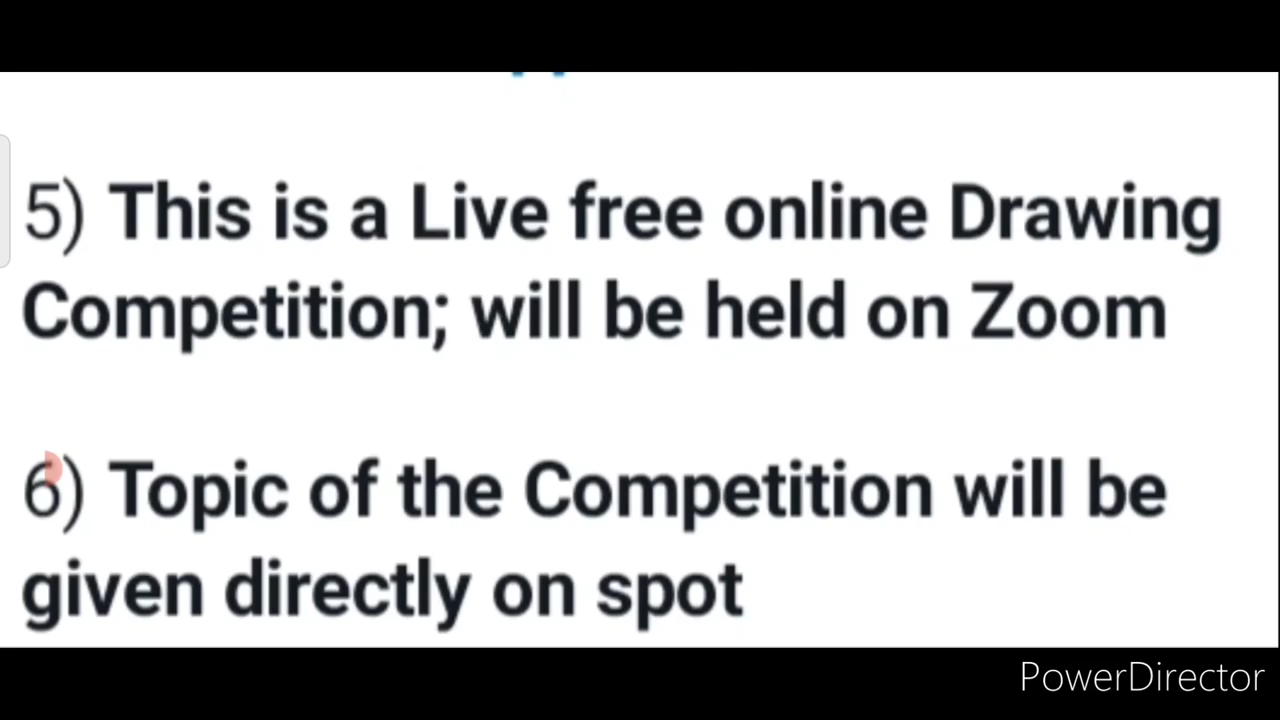 5) This is a Live free online Drawing
Competition; will be held on Zoom
6) Topic of the Competition will be
given directly on spot
PowerDirector